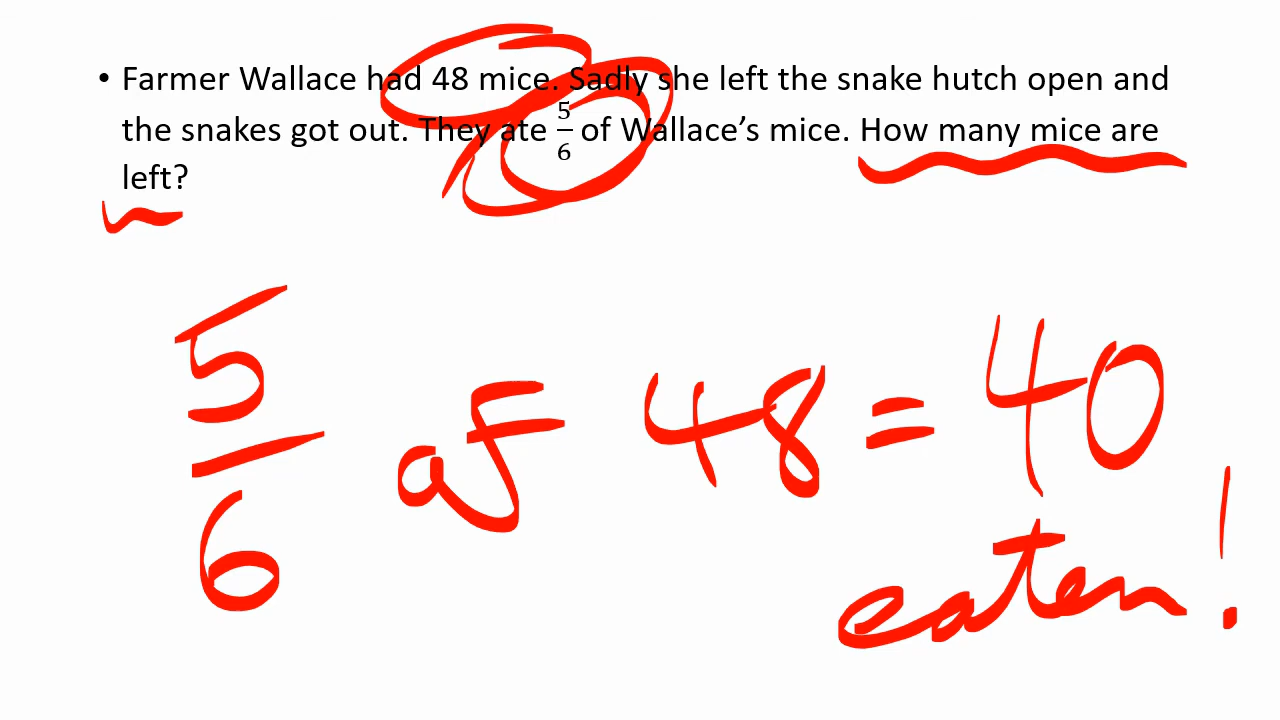 • Farmer Wallace had 48 mice. Sadly she left the snake hutch open and
the snakes got out. They ate 5/6 of Wallace’s mice. How many mice are
left?
5/6 of 48 = 40
eaten!